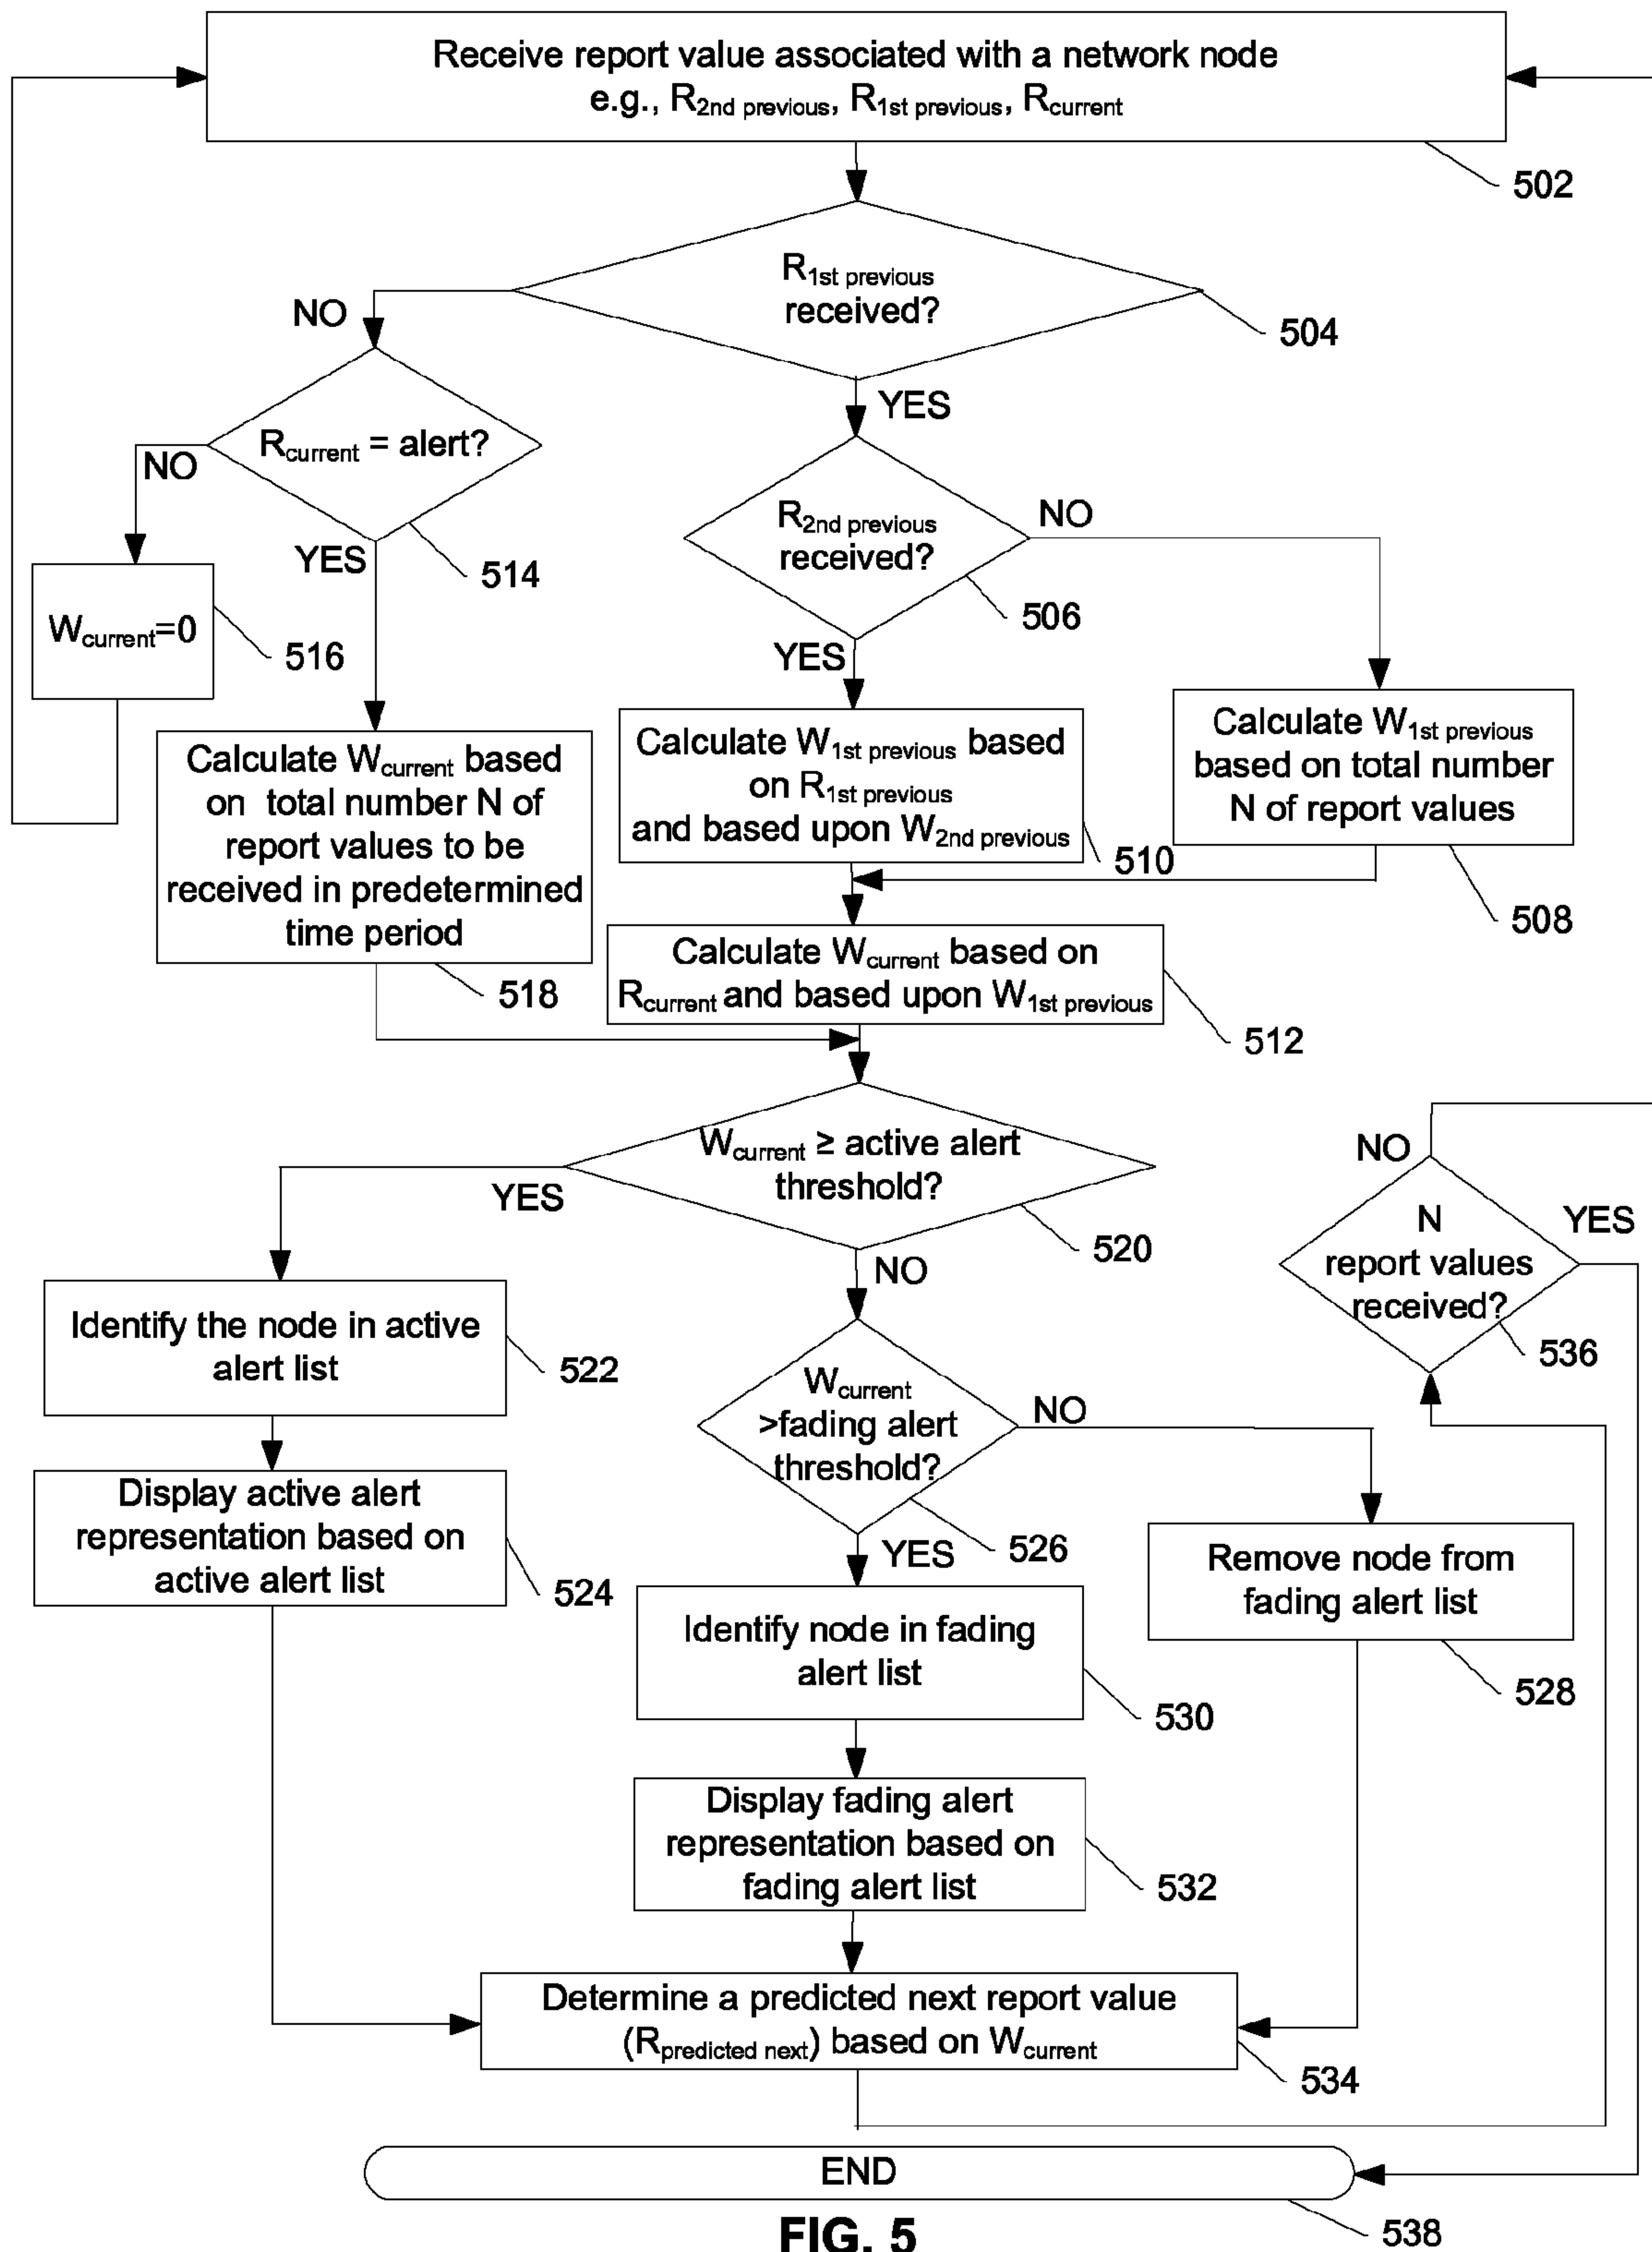 Receive report value associated with a network node
e.g., R2nd previous, R1st previous, Rcurrent
502
R1st previous
received?
504
NO
YES
Rcurrent = alert?
NO
YES
514
Wcurrent=0
516
R2nd previous
received?
NO
506
YES
Calculate Wcurrent based
on total number N of
report values to be
received in predetermined
time period
518
Calculate W1st previous based
on R1st previous
and based upon W2nd previous
510
Calculate W1st previous
based on total number
N of report values
508
Calculate Wcurrent based on
Rcurrent and based upon W1st previous
512
Wcurrent ≥ active alert
threshold?
YES
520
NO
NO
N
report values
received?
YES
536
Identify the node in active
alert list
522
Wcurrent
>fading alert
threshold?
NO
526
YES
Display active alert
representation based on
active alert list
524
Remove node from
fading alert list
528
Identify node in fading
alert list
530
Display fading alert
representation based on
fading alert list
532
Determine a predicted next report value
(Rpredicted next) based on Wcurrent
534
END
538
FIG. 5